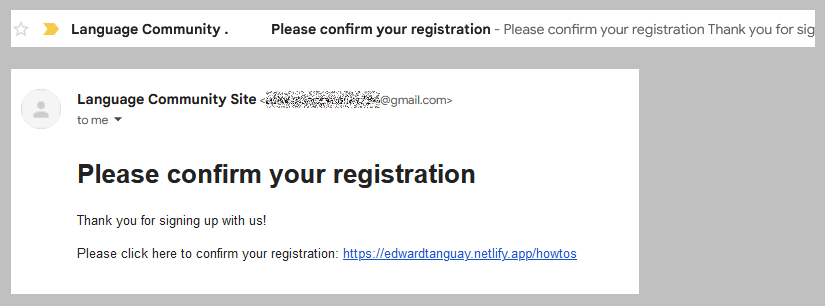 Language Community . Please confirm your registration - Please confirm your registration Thank you for sig
Language Community Site < @gmail.com>
to me
Please confirm your registration
Thank you for signing up with us!
Please click here to confirm your registration: https://edwardtanguay.netlify.app/howtos